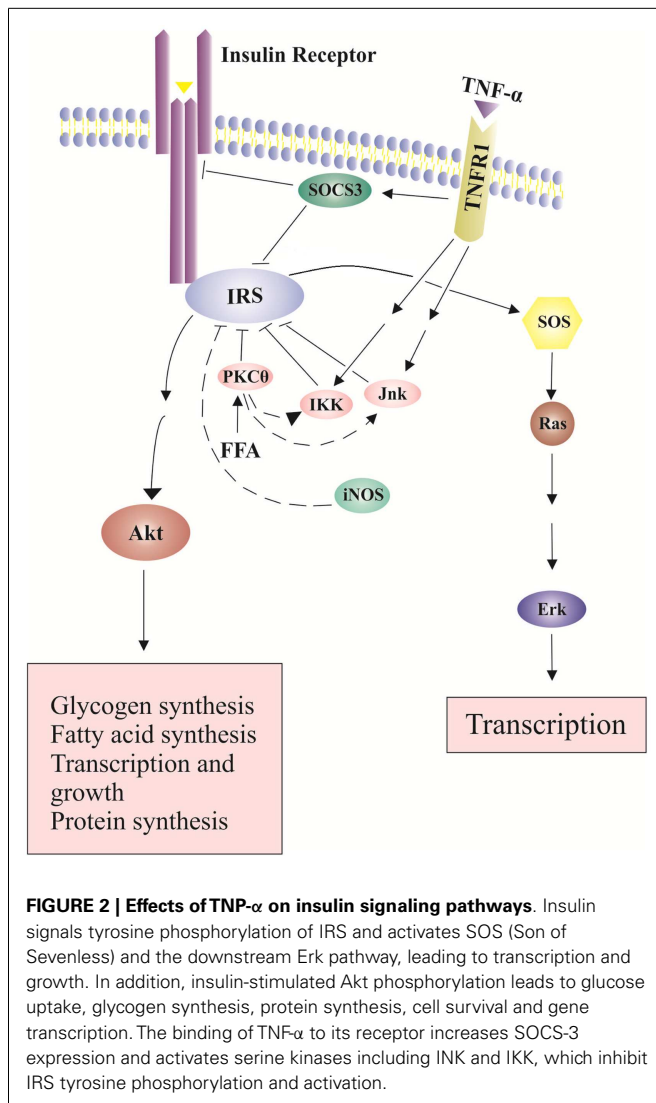 Insulin Receptor
TNF-α
TNFR1
SOCS3
IRS
SOS
PKCθ
IKK
Jnk
Ras
FFA
iNOS
Akt
Erk
Glycogen synthesis
Fatty acid synthesis
Transcription and
growth
Protein synthesis
Transcription
FIGURE 2 | Effects of TNP-α on insulin signaling pathways. Insulin
signals tyrosine phosphorylation of IRS and activates SOS (Son of
Sevenless) and the downstream Erk pathway, leading to transcription and
growth. In addition, insulin-stimulated Akt phosphorylation leads to glucose
uptake, glycogen synthesis, protein synthesis, cell survival and gene
transcription. The binding of TNF-α to its receptor increases SOCS-3
expression and activates serine kinases including INK and IKK, which inhibit
IRS tyrosine phosphorylation and activation.